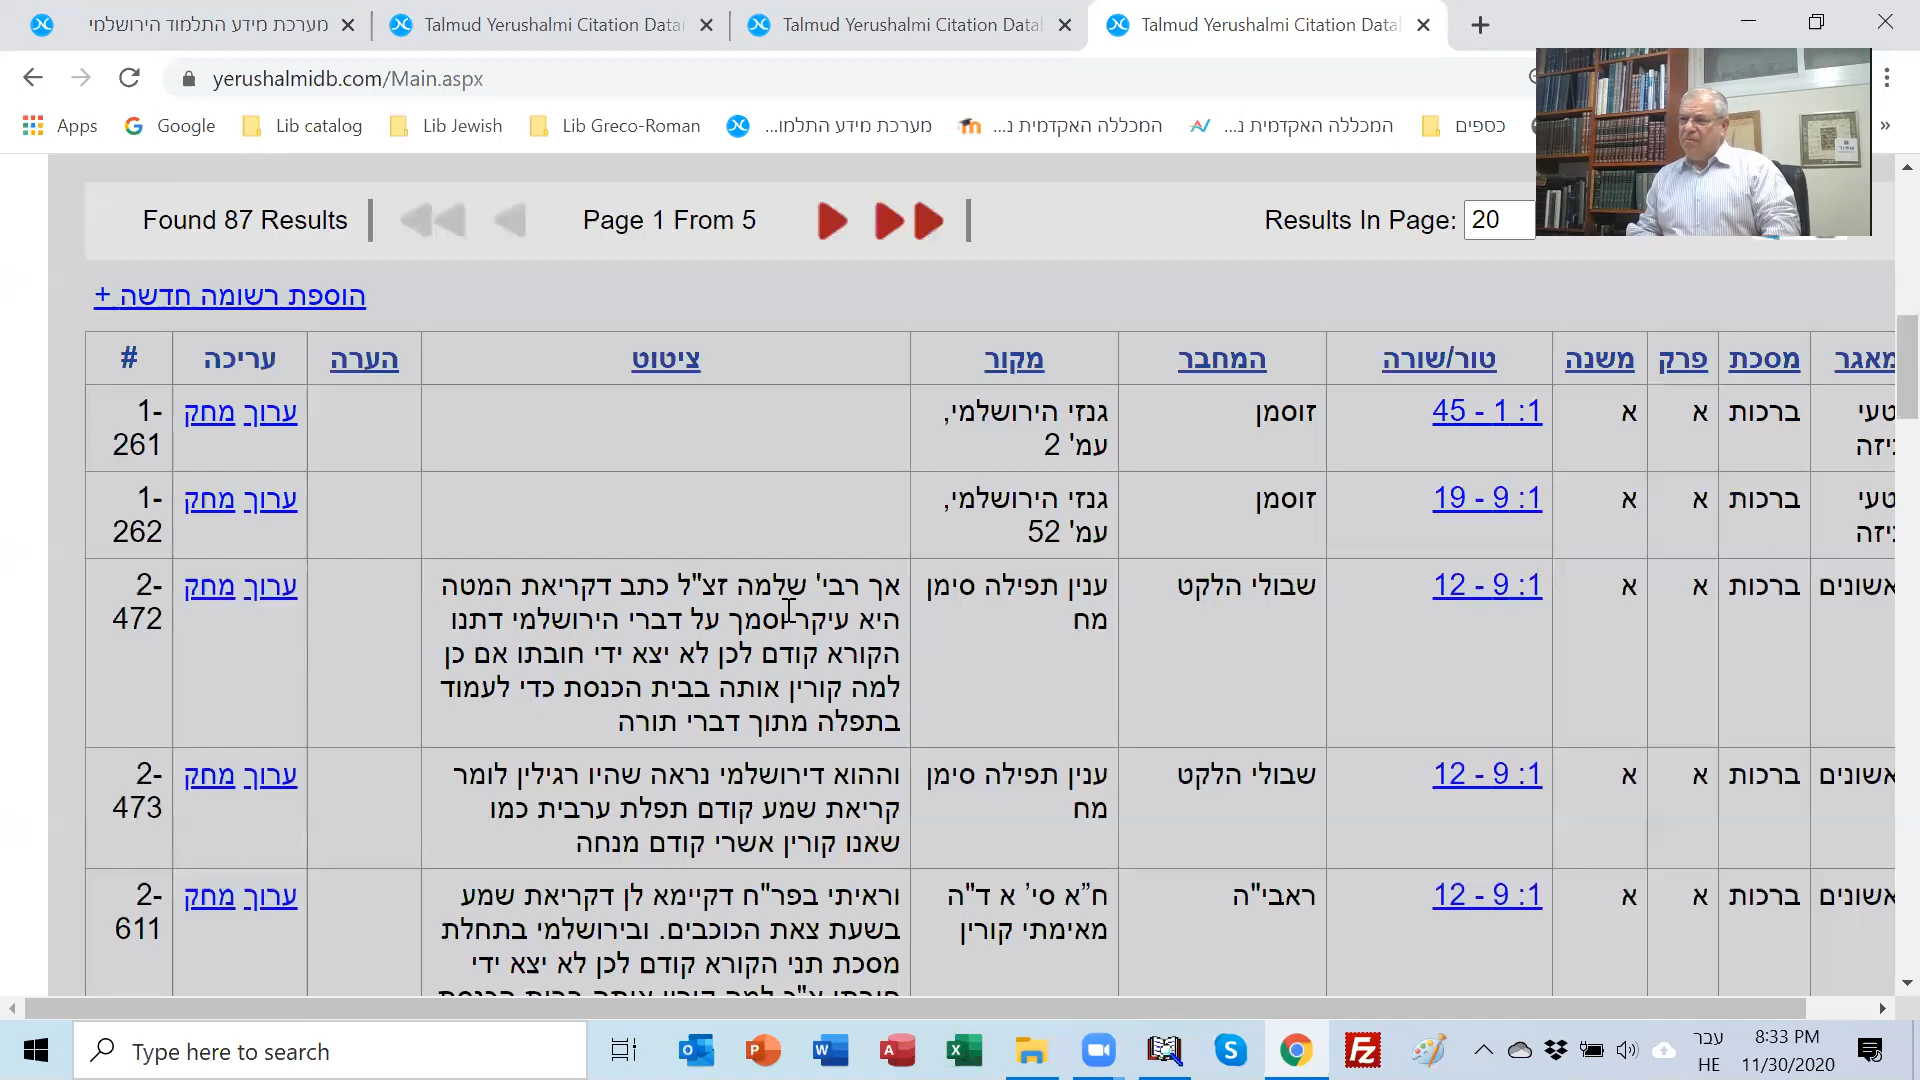 מערכת מידע התלמוד הירושלמי
Talmud Yerushalmi Citation Data
Talmud Yerushalmi Citation Datal
Talmud Yerushalmi Citation Datal
yerushalmidb.com/Main.aspx
Apps Google Lib catalog Lib Jewish Lib Greco-Roman מערכת מידע התלמו... המכללה האקדמית נ... המכללה האקדמית נ... כספים »
Found 87 Results Page 1 From 5 Results In Page: 20
הוספת רשומה חדשה +
מאגר מסכת פרק משנה טור/שורה המחבר מקור ציטוט הערה עריכה #
ברכות א א 1: 1 - 45 זוסמן גנזי הירושלמי,
עמ' 2
ערוך מחק 1-
261
ברכות א א 1: 9 - 19 זוסמן גנזי הירושלמי,
עמ' 52
ערוך מחק 1-
262
ברכות א א 1: 9 - 12 שבולי הלקט ענין תפילה סימן
מח
אך רבי' שלמה זצ"ל כתב דקריאת המטה
היא עיקר וסמך על דברי הירושלמי דתנו
הקורא קודם לכן לא יצא ידי חובתו אם כן
למה קורין אותה בבית הכנסת כדי לעמוד
בתפלה מתוך דברי תורה
ערוך מחק 2-
472
ברכות א א 1: 9 - 12 שבולי הלקט ענין תפילה סימן
מח
וההוא דירושלמי נראה שהיו רגילין לומר
קריאת שמע קודם תפלת ערבית כמו
שאנו קורין אשרי קודם מנחה
ערוך מחק 2-
473
ברכות א א 1: 9 - 12 ראבי"ה ח"א סי' א ד"ה
מאימתי קורין
וראיתי בפר"ח דקיימא לן דקריאת שמע
בשעת צאת הכוכבים. ובירושלמי בתחלת
מסכת תני הקורא קודם לכן לא יצא ידי
ערוך מחק 2-
611
Type here to search
עבר
HE
8:33 PM
11/30/2020